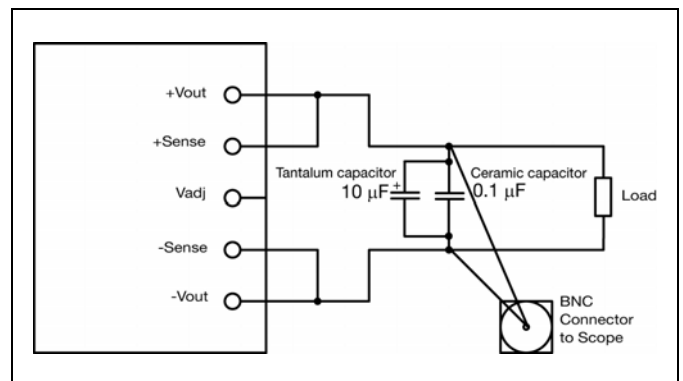 +Vout
+Sense
Tantalum capacitor
10 μF+
Ceramic capacitor
0.1 μF
Vadj
Load
-Sense
-Vout
BNC
Connector
to Scope